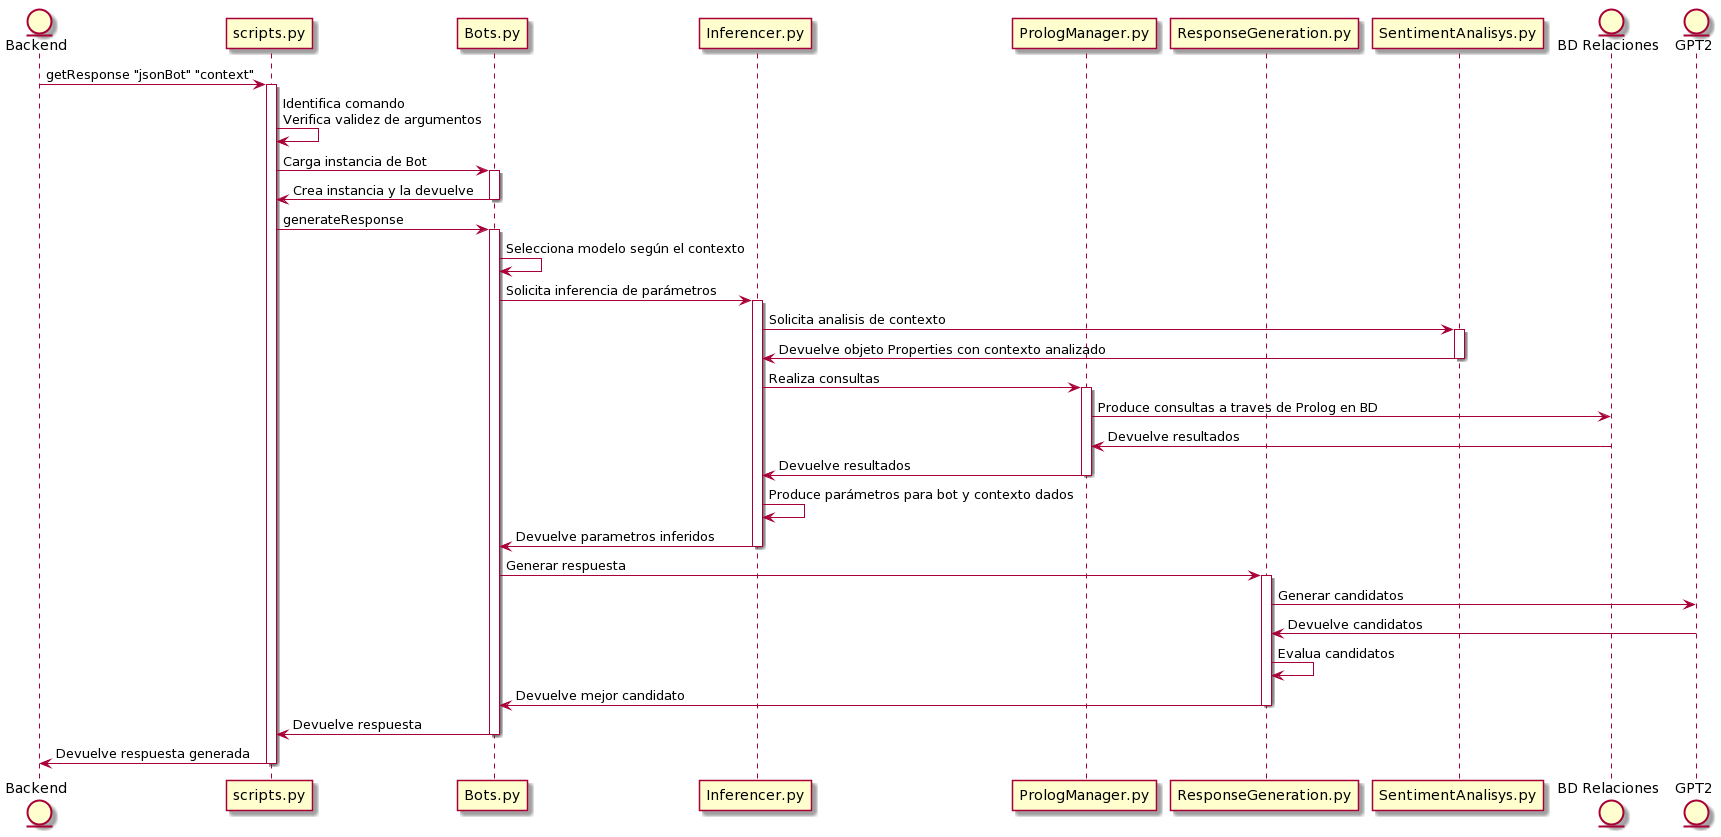 Backend
scripts.py
Bots.py
Inferencer.py
PrologManager.py
ResponseGeneration.py
SentimentAnalisys.py
BD Relaciones
GPT2
getResponse "jsonBot" "context"
Identifica comando
Verifica validez de argumentos
Carga instancia de Bot
Crea instancia y la devuelve
generateResponse
Selecciona modelo según el contexto
Solicita inferencia de parámetros
Solicita analisis de contexto
Devuelve objeto Properties con contexto analizado
Realiza consultas
Produce consultas a traves de Prolog en BD
Devuelve resultados
Devuelve resultados
Produce parámetros para bot y contexto dados
Devuelve parametros inferidos
Generar respuesta
Generar candidatos
Devuelve candidatos
Evalua candidatos
Devuelve mejor candidato
Devuelve respuesta
Devuelve respuesta generada
Backend
scripts.py
Bots.py
Inferencer.py
PrologManager.py
ResponseGeneration.py
SentimentAnalisys.py
BD Relaciones
GPT2